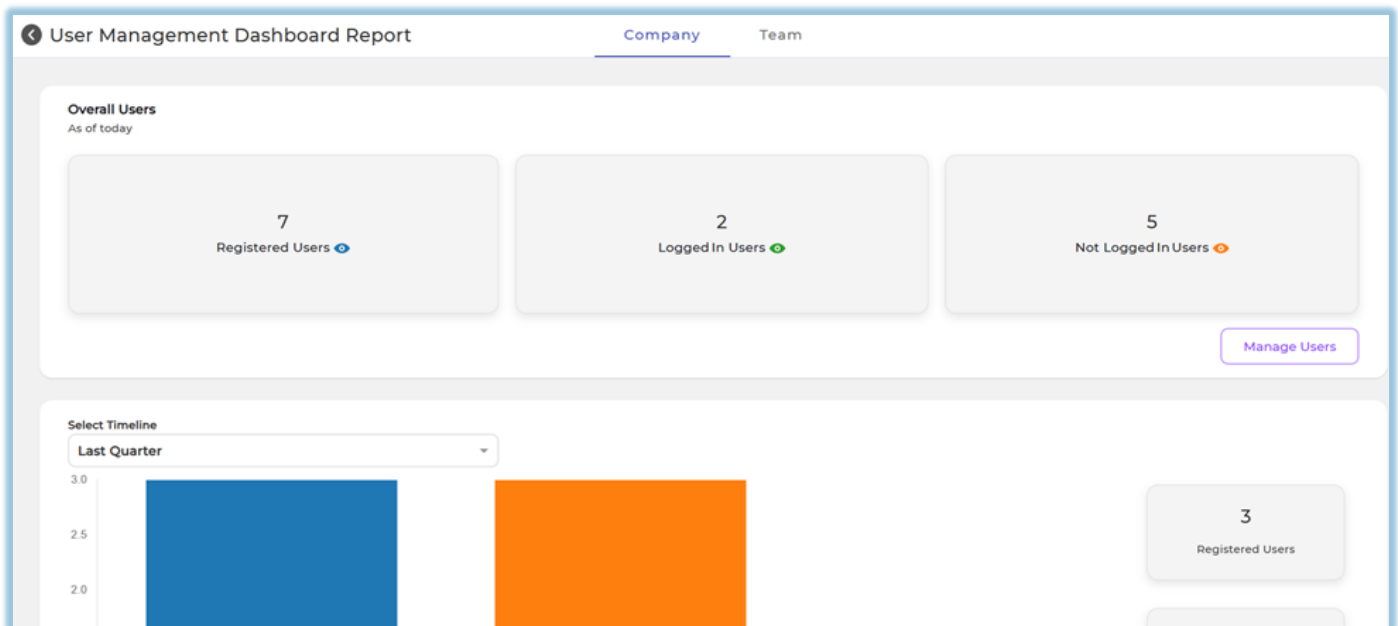 User Management Dashboard Report
Company
Team
Overall Users
As of today
7
Registered Users
2
Logged In Users
5
Not Logged In Users
Manage Users
Select Timeline
Last Quarter
3.0
2.5
2.0
3
Registered Users